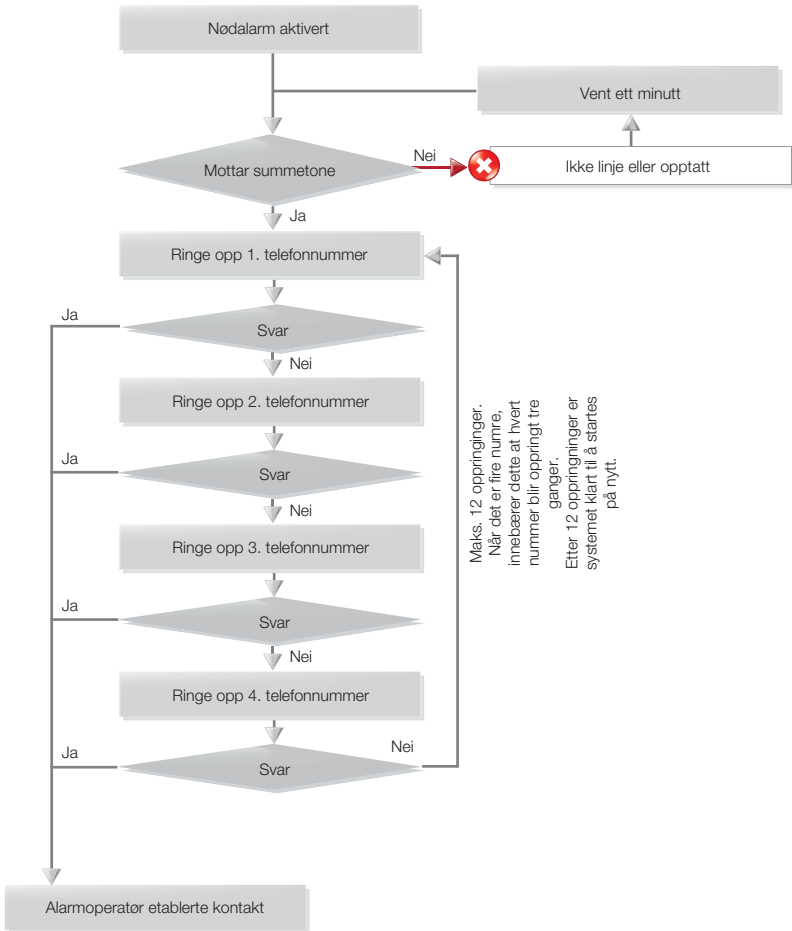 Nødalarm aktivert
Vent ett minutt
Mottar summetone
Nei
Ikke linje eller opptatt
Ja
Ringe opp 1. telefonnummer
Ja
Svar
Nei
Ringe opp 2. telefonnummer
Ja
Svar
Nei
Ringe opp 3. telefonnummer
Ja
Svar
Nei
Ringe opp 4. telefonnummer
Ja
Svar
Nei
Maks. 12 oppringinger.
Når det er fire numre,
innebærer dette at hvert
nummer blir oppringt tre
ganger.
Etter 12 oppringninger er
systemet klart til å startes
på nytt.
Alarmoperatør etablerte kontakt